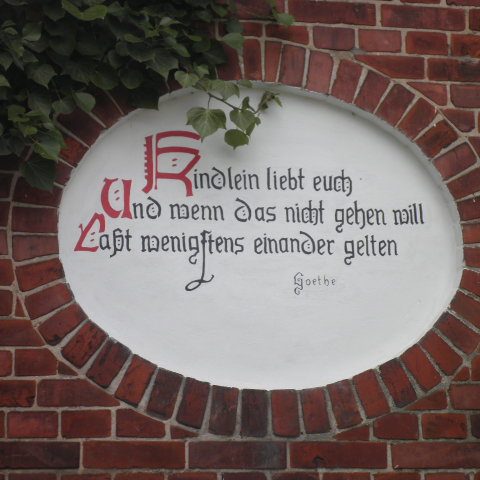 Kindlein liebt euch
Und wenn das nicht gehen will
Laßt wenigstens einander gelten
Goethe